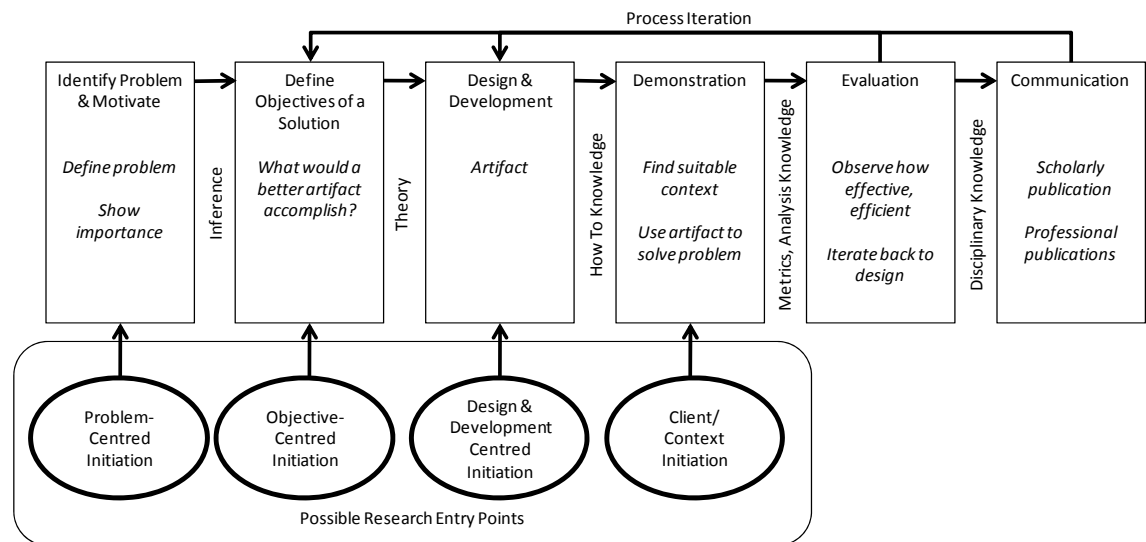 Process Iteration
Identify Problem
& Motivate
Define problem
Show
importance
Inference
Define
Objectives of a
Solution
What would a
better artifact
accomplish?
Theory
Design &
Development
Artifact
How To Knowledge
Demonstration
Find suitable
context
Use artifact to
solve problem
Metrics, Analysis Knowledge
Evaluation
Observe how
effective,
efficient
Iterate back to
design
Disciplinary Knowledge
Communication
Scholarly
publication
Professional
publications
Problem-
Centred
Initiation
Objective-
Centred
Initiation
Design &
Development
Centred
Initiation
Client/
Context
Initiation
Possible Research Entry Points